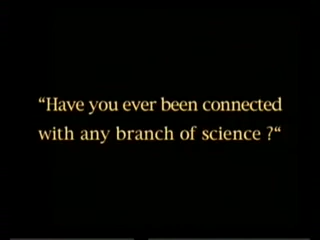 “Have you ever been connected
with any branch of science ?“